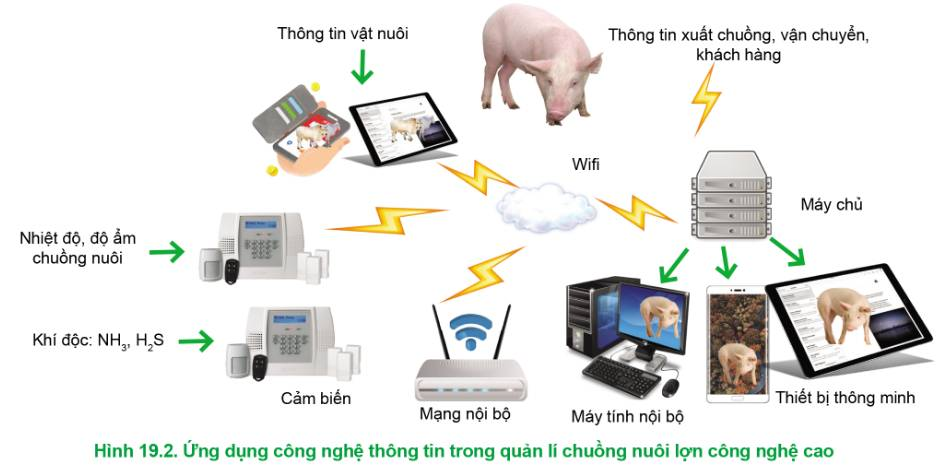 Thông tin vật nuôi
Thông tin xuất chuồng, vận chuyển,
khách hàng
Wifi
Máy chủ
Nhiệt độ, độ ẩm
chuồng nuôi
Khí độc: NH₃, H₂S
Cảm biến
Mạng nội bộ
Máy tính nội bộ
Thiết bị thông minh
Hình 19.2. Ứng dụng công nghệ thông tin trong quản lí chuồng nuôi lợn công nghệ cao